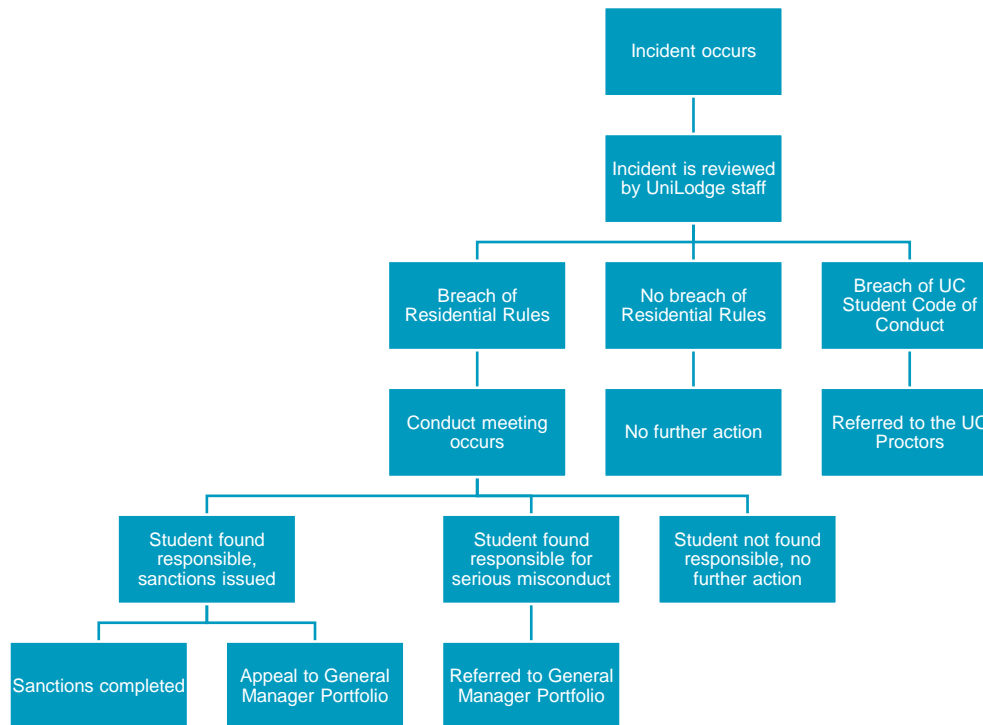 Incident occurs
Incident is reviewed
by UniLodge staff
Breach of
Residential Rules
No breach of
Residential Rules
Breach of UC
Student Code of
Conduct
Conduct meeting
occurs
No further action
Referred to the UC
Proctors
Student found
responsible,
sanctions issued
Student found
responsible for
serious misconduct
Student not found
responsible, no
further action
Sanctions completed
Appeal to General
Manager Portfolio
Referred to General
Manager Portfolio